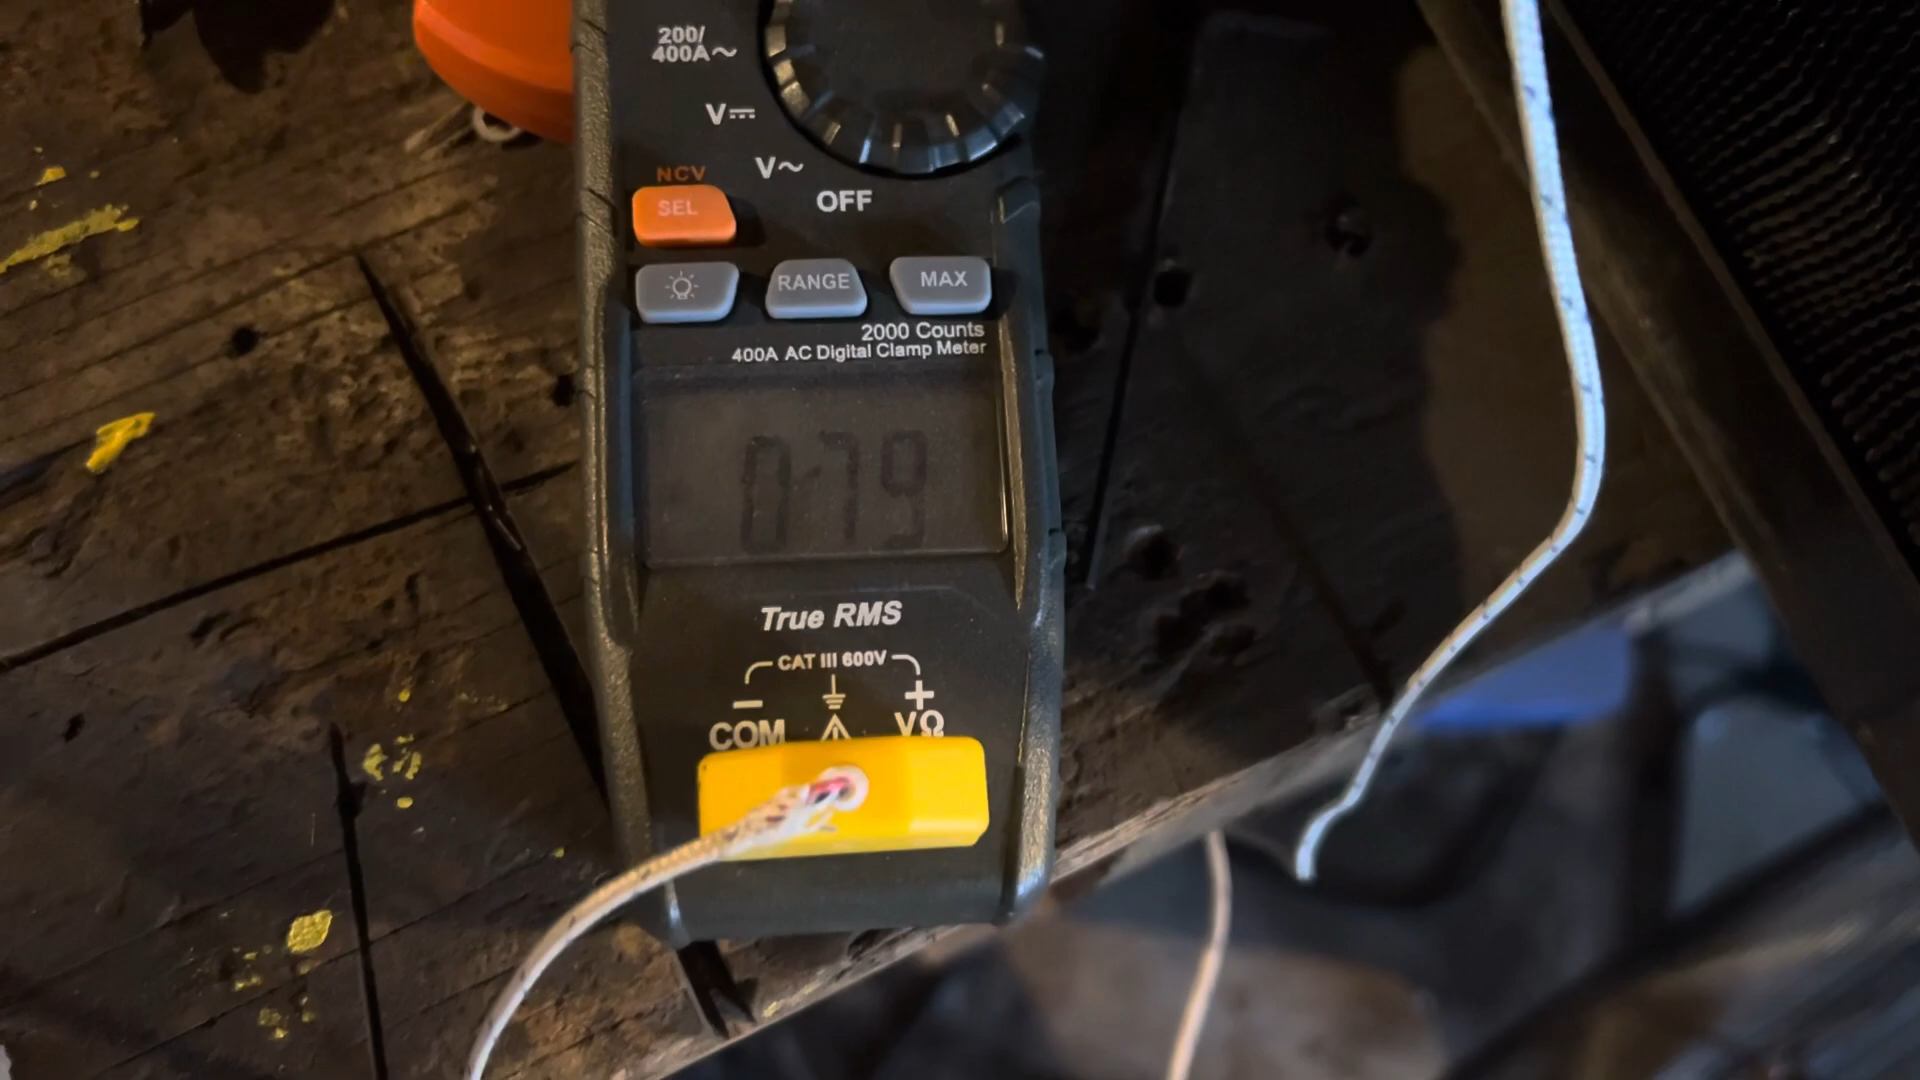 200/
400A~
V⎓
V~
OFF
NCV
SEL
RANGE
MAX
2000 Counts
400A AC Digital Clamp Meter
079
True RMS
CAT III 600V
− +
COM VΩ